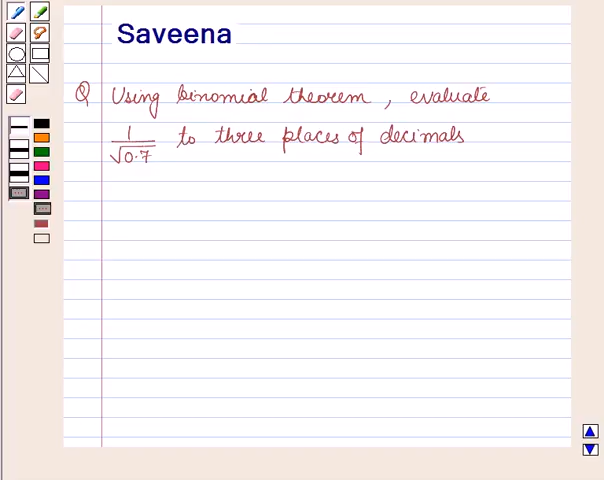 Saveena
Q Using binomial theorem, evaluate
1/√0.7 to three places of decimals